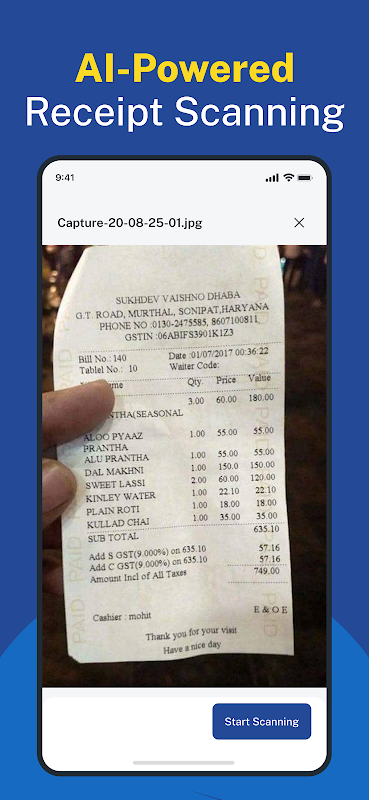 AI-Powered
Receipt Scanning
9:41
Capture-20-08-25-01.jpg
SUKHDEV VAISHNO DHABA
G.T. ROAD, MURTHAL, SONIPAT,HARYANA
PHONE NO :0130-2475585, 8607100811
GSTIN :06ABIFS3901K1Z3
Bill No.: 140 Date :01/07/2017 00:36:22
Tablel No.: 10 Waiter Code:
Qty. Price Value
3.00 60.00 180.00
(SEASONAL
ALOO PYAAZ 1.00 55.00 55.00
PRANTHA
ALU PRANTHA 1.00 55.00 55.00
DAL MAKHNI 1.00 150.0 150.00
SWEET LASSI 2.00 60.00 120.00
KINLEY WATER 1.00 22.10 22.10
PLAIN ROTI 1.00 18.00 18.00
KULLAD CHAI 1.00 35.00 35.00
SUB TOTAL 635.10
Add S GST(9.000%) on 635.10 57.16
Add C GST(9.000%) on 635.10 57.16
Amount Incl of All Taxes 749.00
E & O E
Cashier : mohit
Thank you for your visit
Have a nice day
PAID PAID
Start Scanning